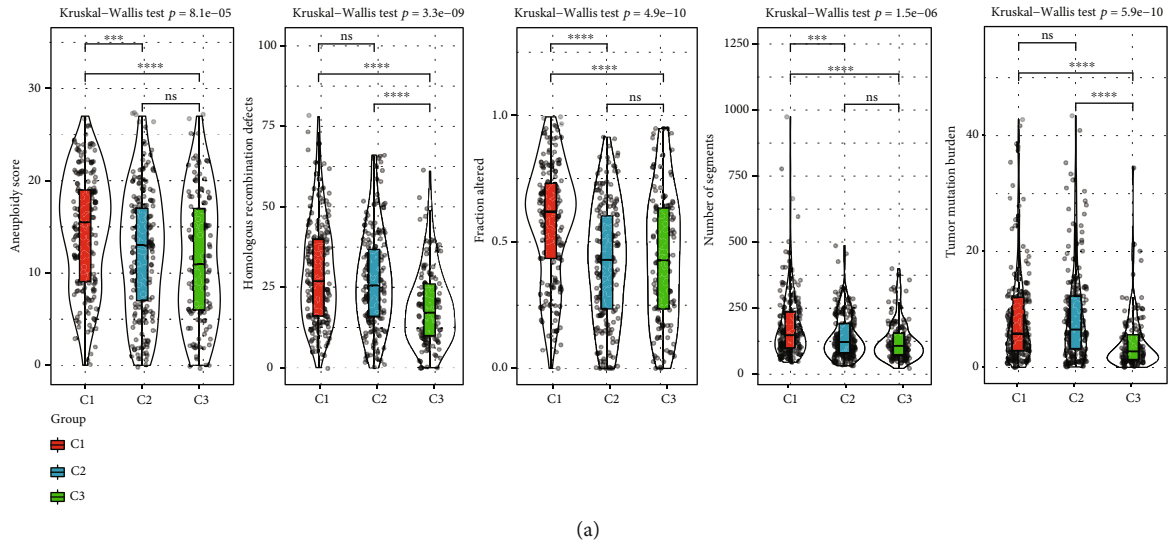 Kruskal–Wallis test p = 8.1e−05
Aneuploidy score
30
20
10
0
***
****
ns
C1 C2 C3
Kruskal–Wallis test p = 3.3e−09
Homologous recombination defects
100
75
50
25
0
ns
****
****
C1 C2 C3
Kruskal–Wallis test p = 4.9e−10
Fraction altered
1.0
0.5
0.0
****
****
ns
C1 C2 C3
Kruskal–Wallis test p = 1.5e−06
Number of segments
1250
1000
750
500
250
0
***
****
ns
C1 C2 C3
Kruskal–Wallis test p = 5.9e−10
Tumor mutation burden
40
20
0
ns
****
****
C1 C2 C3
Group
C1
C2
C3
(a)